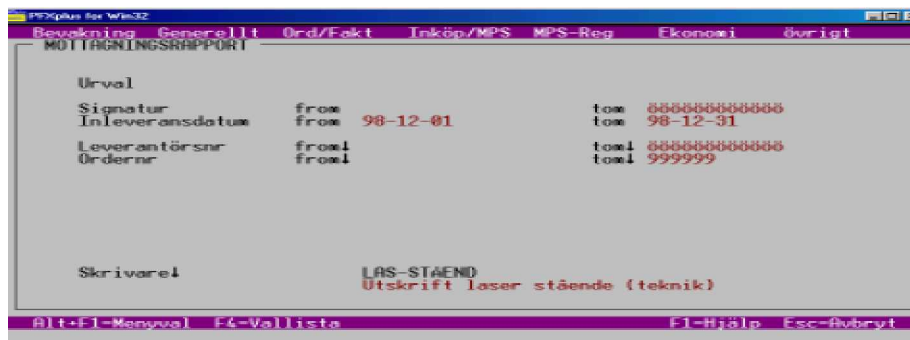 PFXplus for Win32
Bevakning Generellt Ord/Fakt Inköp/MPS MPS-Reg Ekonomi övrigt
MOTTAGNINGSRAPPORT
Urval
Signatur from tom öööööööööööö
Inleveransdatum from 98-12-01 tom 98-12-31
Leverantörsnr from↓ tom↓ öööööööööööö
Ordernr from↓ tom↓ 999999
Skrivare↓ LAS-STAEND
Utskrift laser stående (teknik)
Alt+F1-Menyval F4-Vallista F1-Hjälp Esc-Avbryt